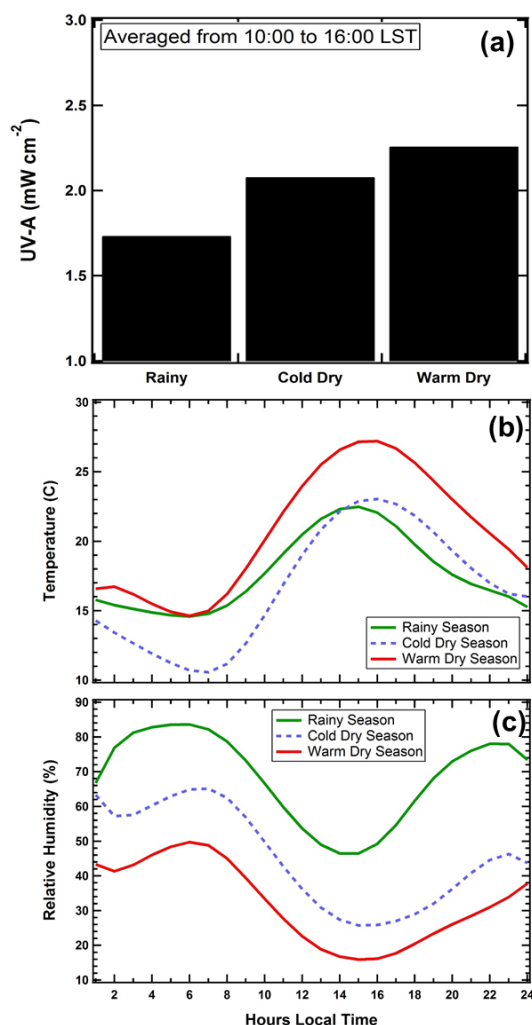 Averaged from 10:00 to 16:00 LST
(a)
3.0
2.5
2.0
1.5
1.0
UV-A (mW cm⁻²)
Rainy
Cold Dry
Warm Dry
(b)
30
25
20
15
10
Temperature (C)
Rainy Season
Cold Dry Season
Warm Dry Season
(c)
90
80
70
60
50
40
30
20
10
Relative Humidity (%)
Rainy Season
Cold Dry Season
Warm Dry Season
2 4 6 8 10 12 14 16 18 20 22 24
Hours Local Time